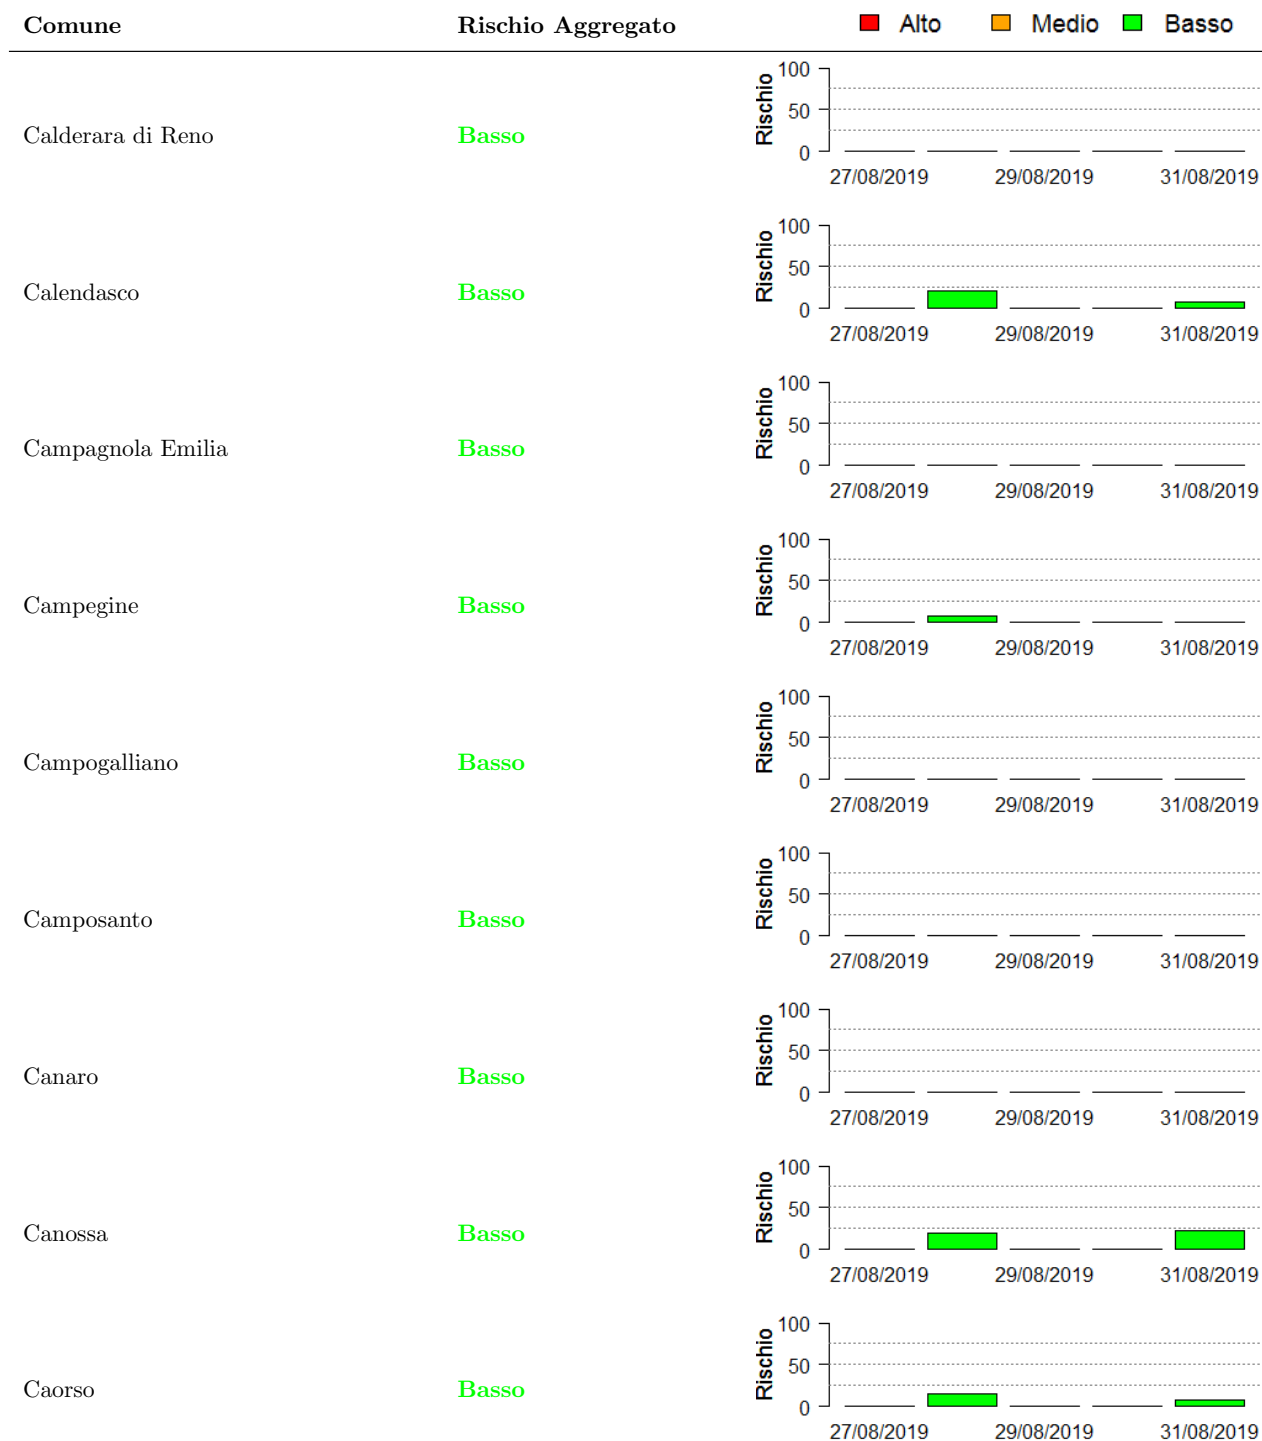 Comune Rischio Aggregato Alto Medio Basso
Calderara di Reno Basso Rischio 100 50 0
27/08/2019 29/08/2019 31/08/2019
Calendasco Basso Rischio 100 50 0
27/08/2019 29/08/2019 31/08/2019
Campagnola Emilia Basso Rischio 100 50 0
27/08/2019 29/08/2019 31/08/2019
Campegine Basso Rischio 100 50 0
27/08/2019 29/08/2019 31/08/2019
Campogalliano Basso Rischio 100 50 0
27/08/2019 29/08/2019 31/08/2019
Camposanto Basso Rischio 100 50 0
27/08/2019 29/08/2019 31/08/2019
Canaro Basso Rischio 100 50 0
27/08/2019 29/08/2019 31/08/2019
Canossa Basso Rischio 100 50 0
27/08/2019 29/08/2019 31/08/2019
Caorso Basso Rischio 100 50 0
27/08/2019 29/08/2019 31/08/2019